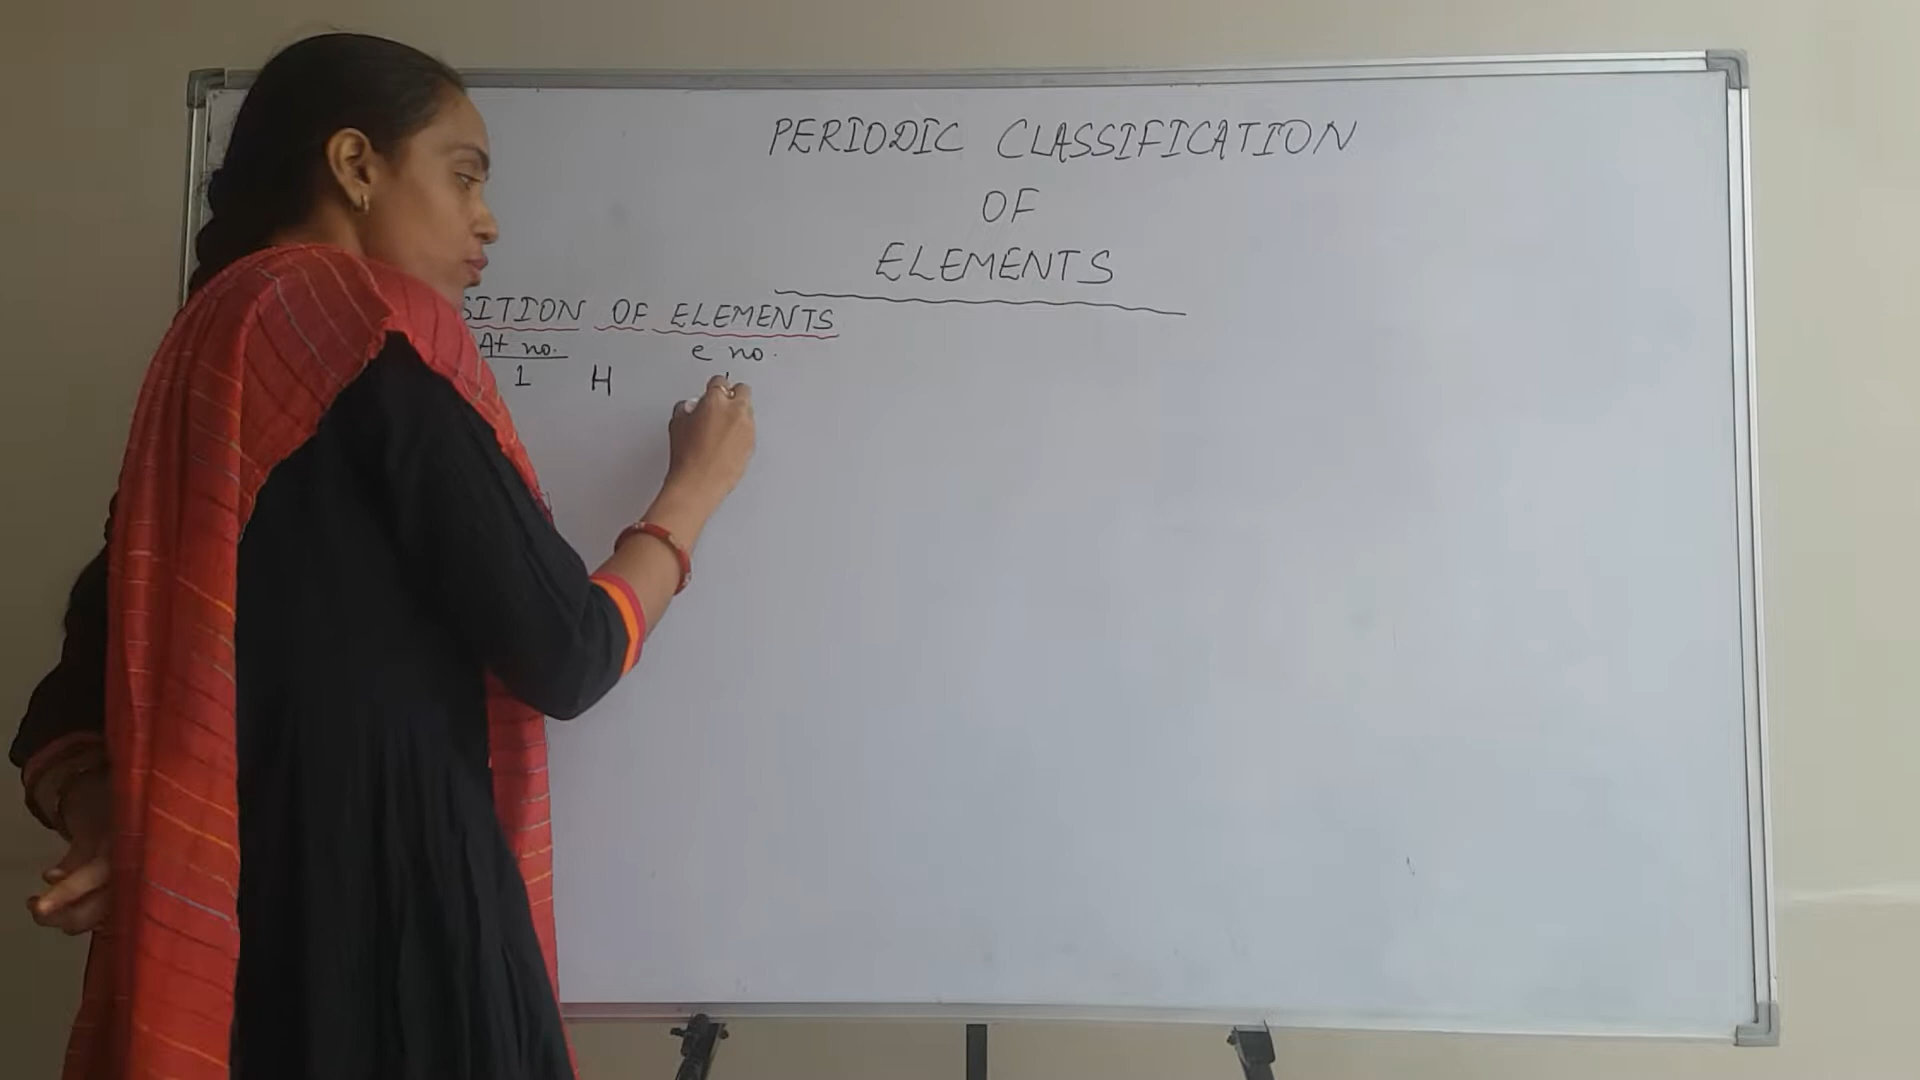 PERIODIC CLASSIFICATION
OF
ELEMENTS
SITION OF ELEMENTS
At no. e no.
1 H